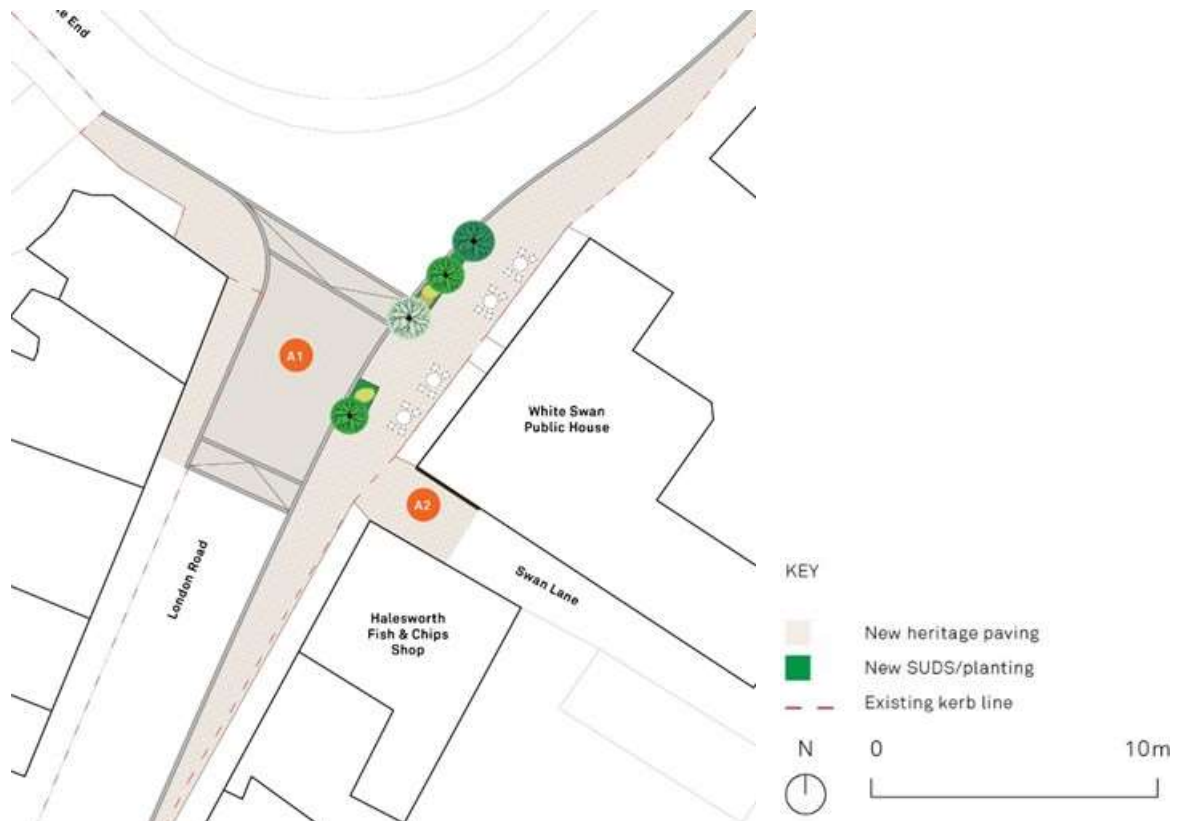 End
A1
White Swan
Public House
A2
London Road
Swan Lane
Halesworth
Fish & Chips
Shop
KEY
New heritage paving
New SUDS/planting
Existing kerb line
N
0
10m